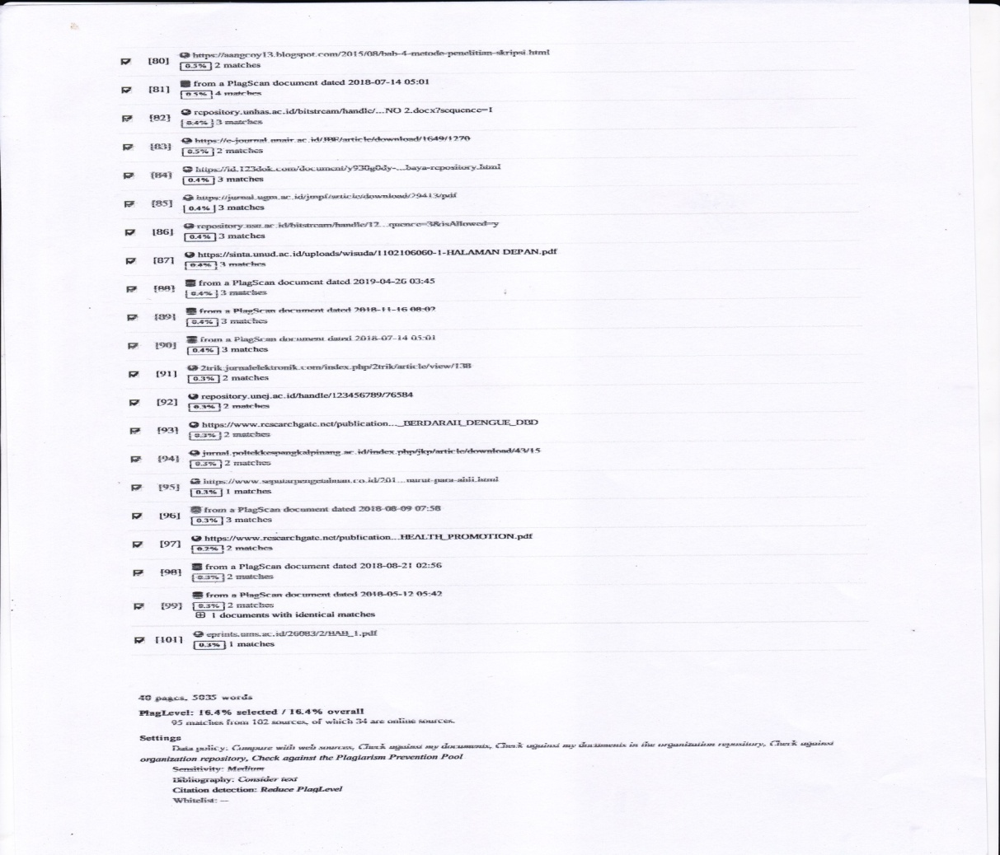 [80] https://aangcoy13.blogspot.com/2015/08/bab-4-metode-penelitian-skripsi.html
0.5% 2 matches
[81] from a PlagScan document dated 2018-07-14 05:01
0.5% 4 matches
[82] repository.unhas.ac.id/bitstream/handle/...NO 2.docx?sequence=1
0.4% 3 matches
[83] https://e-journal.unair.ac.id/JBE/article/download/1649/1270
0.5% 2 matches
[84] https://id.123dok.com/document/y930g0dy-...baya-repository.html
0.4% 3 matches
[85] https://jurnal.ugm.ac.id/jmpf/article/download/29413/pdf
0.4% 3 matches
[86] repository.usu.ac.id/bitstream/handle/12...quence=3&isAllowed=y
0.4% 3 matches
[87] https://sinta.unud.ac.id/uploads/wisuda/1102106060-1-HALAMAN DEPAN.pdf
0.4% 3 matches
[88] from a PlagScan document dated 2019-04-26 03:45
0.4% 3 matches
[89] from a PlagScan document dated 2018-11-16 08:02
0.4% 3 matches
[90] from a PlagScan document dated 2018-07-14 05:01
0.4% 3 matches
[91] 2trik.jurnalelektronik.com/index.php/2trik/article/view/138
0.3% 2 matches
[92] repository.unej.ac.id/handle/123456789/76584
0.3% 2 matches
[93] https://www.researchgate.net/publication..._BERDARAH_DENGUE_DBD
0.3% 2 matches
[94] jurnal.poltekkespangkalpinang.ac.id/index.php/jkp/article/download/43/15
0.3% 2 matches
[95] https://www.seputarpengetahuan.co.id/201...nurut-para-ahli.html
0.3% 1 matches
[96] from a PlagScan document dated 2018-08-09 07:58
0.3% 3 matches
[97] https://www.researchgate.net/publication...HEALTH_PROMOTION.pdf
0.2% 2 matches
[98] from a PlagScan document dated 2018-08-21 02:56
0.3% 2 matches
[99] from a PlagScan document dated 2018-05-12 05:42
0.3% 2 matches
1 documents with identical matches
[101] eprints.ums.ac.id/26083/2/BAB_1.pdf
0.3% 1 matches
40 pages, 5035 words
PlagLevel: 16.4% selected / 16.4% overall
95 matches from 102 sources, of which 34 are online sources.
Settings
Data policy: Compare with web sources, Check against my documents, Check against my documents in the organization repository, Check against
organization repository, Check against the Plagiarism Prevention Pool
Sensitivity: Medium
Bibliography: Consider text
Citation detection: Reduce PlagLevel
Whitelist: --